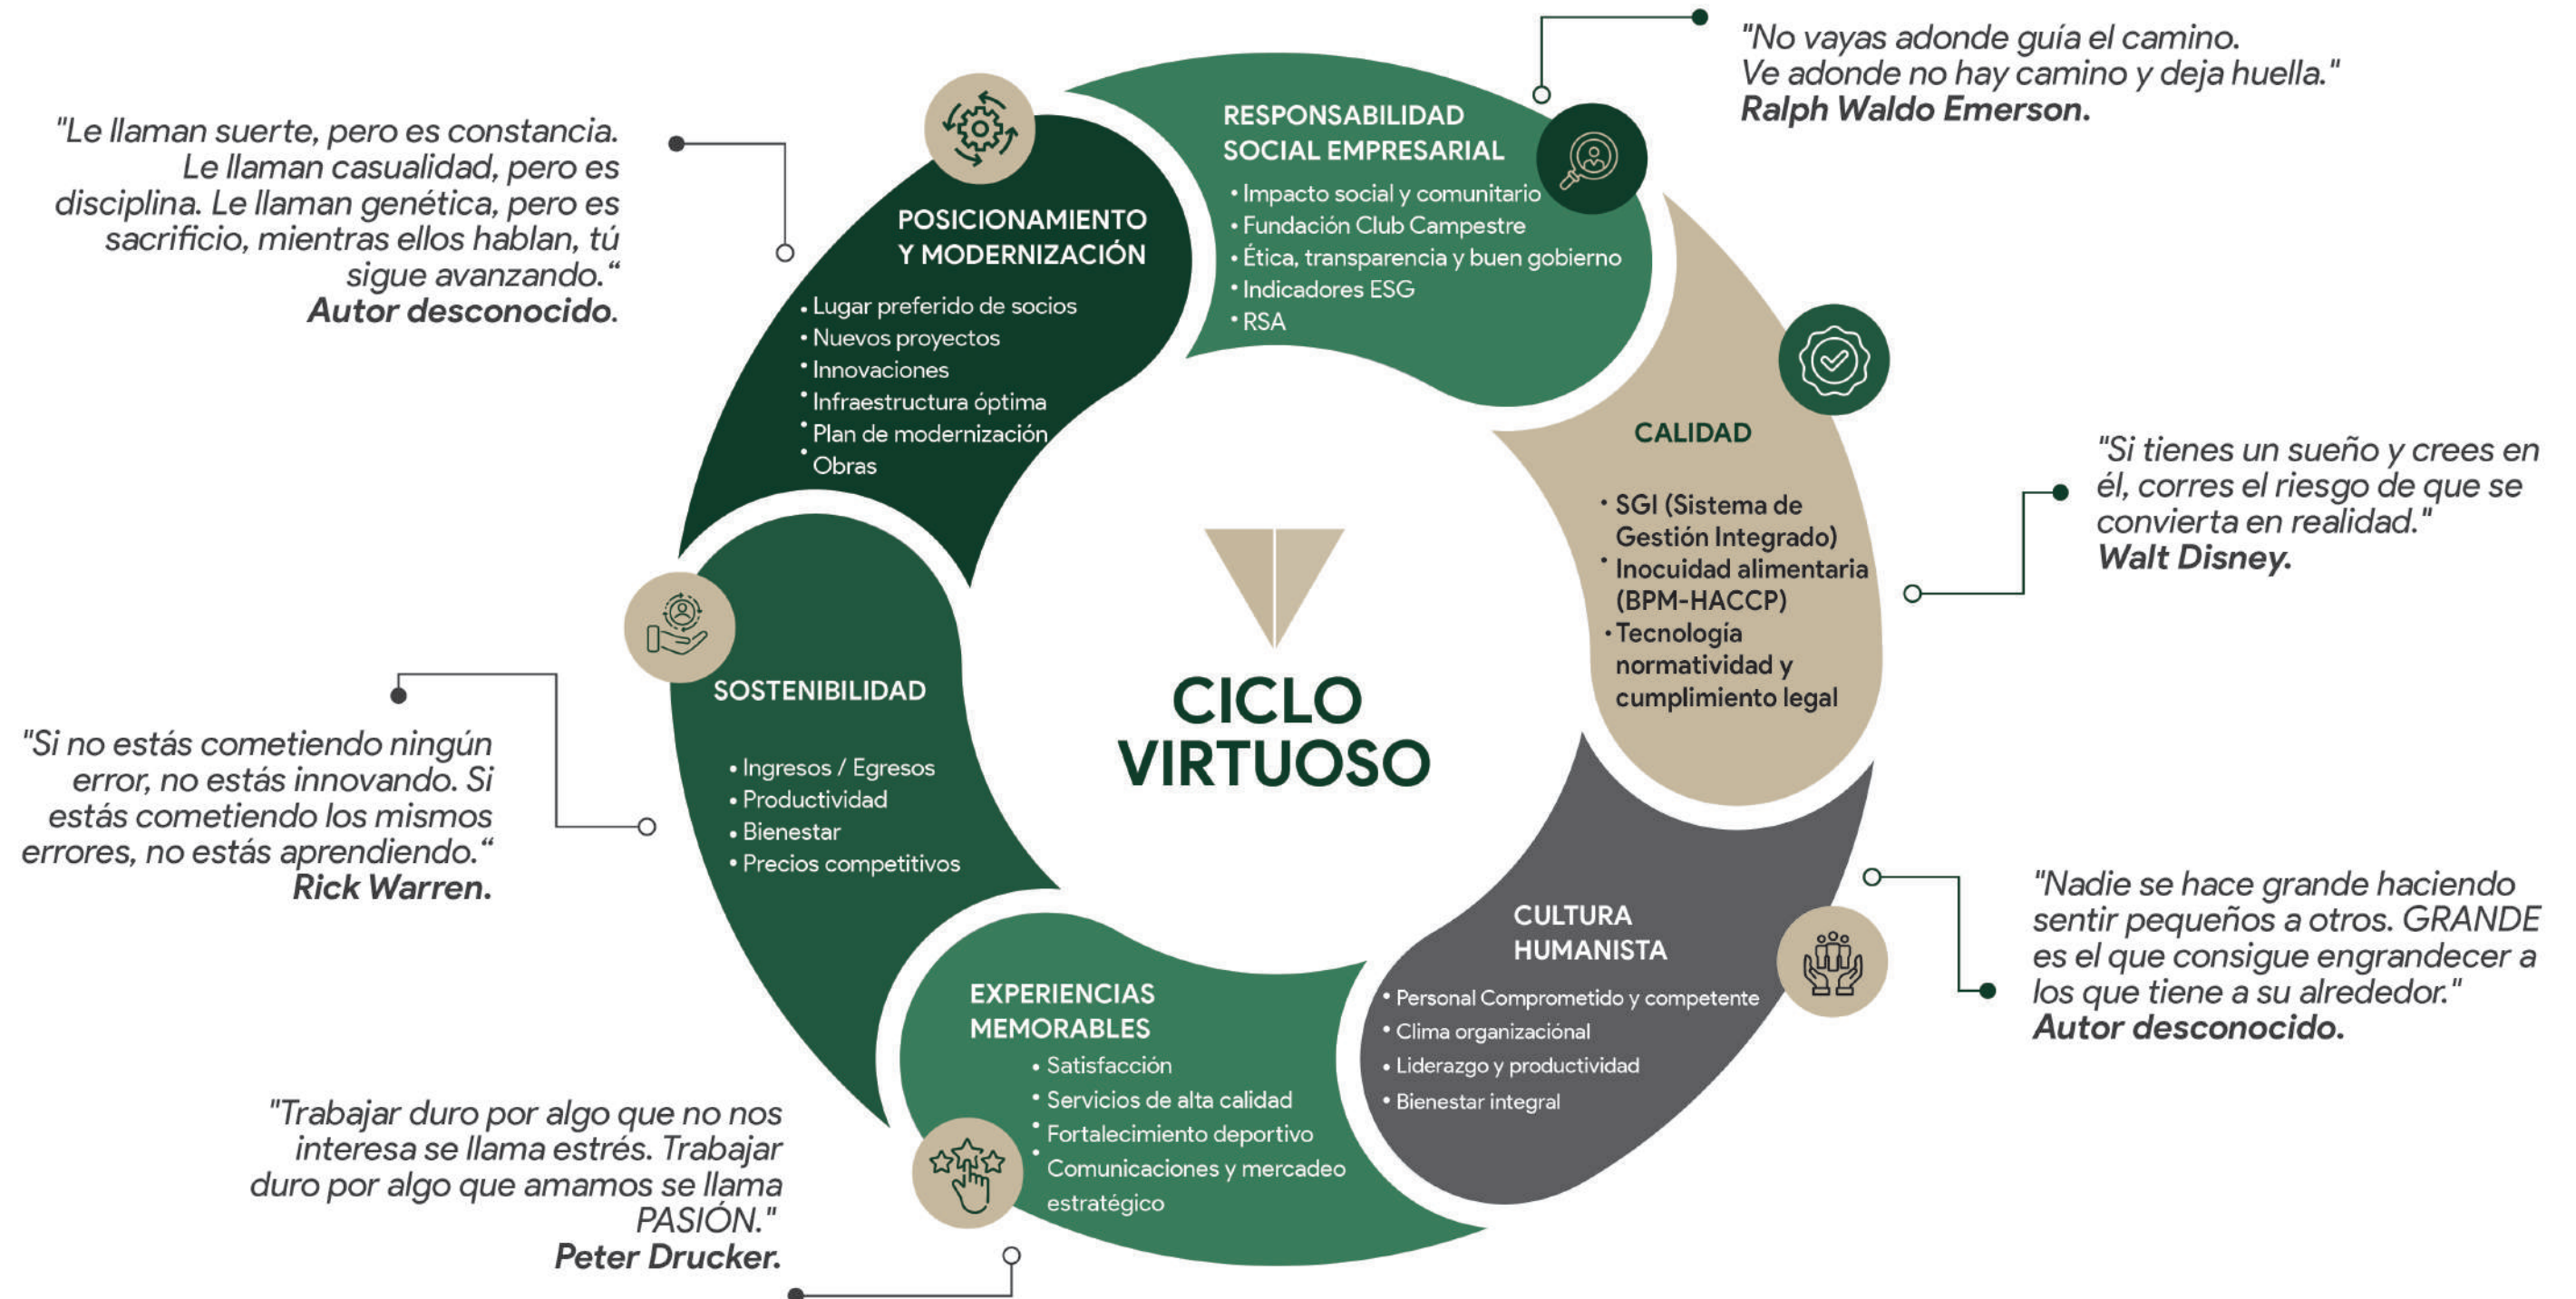 "No vayas adonde guía el camino.
Ve adonde no hay camino y deja huella."
Ralph Waldo Emerson.
"Le llaman suerte, pero es constancia.
Le llaman casualidad, pero es
disciplina. Le llaman genética, pero es
sacrificio, mientras ellos hablan, tú
sigue avanzando.“
Autor desconocido.
RESPONSABILIDAD
SOCIAL EMPRESARIAL
• Impacto social y comunitario
• Fundación Club Campestre
• Ética, transparencia y buen gobierno
• Indicadores ESG
• RSA
POSICIONAMIENTO
Y MODERNIZACIÓN
• Lugar preferido de socios
• Nuevos proyectos
• Innovaciones
• Infraestructura óptima
• Plan de modernización
• Obras
CALIDAD
• SGI (Sistema de
Gestión Integrado)
• Inocuidad alimentaria
(BPM-HACCP)
• Tecnología
normatividad y
cumplimiento legal
"Si tienes un sueño y crees en
él, corres el riesgo de que se
convierta en realidad."
Walt Disney.
CICLO
VIRTUOSO
SOSTENIBILIDAD
• Ingresos / Egresos
• Productividad
• Bienestar
• Precios competitivos
"Si no estás cometiendo ningún
error, no estás innovando. Si
estás cometiendo los mismos
errores, no estás aprendiendo.“
Rick Warren.
CULTURA
HUMANISTA
• Personal Comprometido y competente
• Clima organizaciónal
• Liderazgo y productividad
• Bienestar integral
"Nadie se hace grande haciendo
sentir pequeños a otros. GRANDE
es el que consigue engrandecer a
los que tiene a su alrededor."
Autor desconocido.
EXPERIENCIAS
MEMORABLES
• Satisfacción
• Servicios de alta calidad
• Fortalecimiento deportivo
• Comunicaciones y mercadeo
estratégico
"Trabajar duro por algo que no nos
interesa se llama estrés. Trabajar
duro por algo que amamos se llama
PASIÓN."
Peter Drucker.